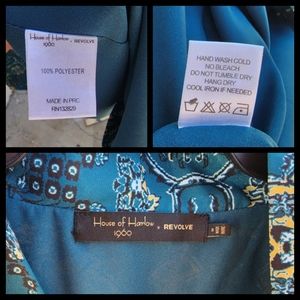 House of Harlow
1960 × REVOLVE
100% POLYESTER
MADE IN PRC
RN132829
HAND WASH COLD
NO BLEACH
DO NOT TUMBLE DRY
HANG DRY
COOL IRON IF NEEDED
House of Harlow
1960 × REVOLVE